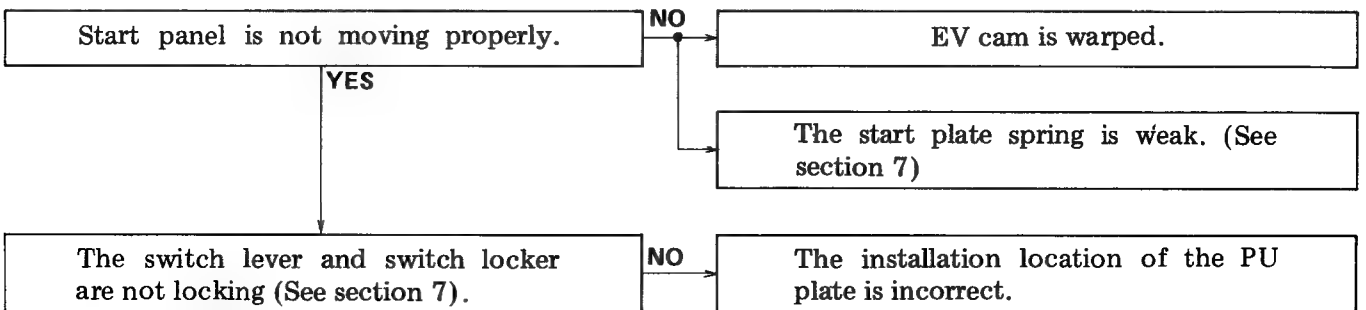 Start panel is not moving properly.
NO
EV cam is warped.
YES
The start plate spring is weak. (See
section 7)
The switch lever and switch locker
are not locking (See section 7).
NO
The installation location of the PU
plate is incorrect.